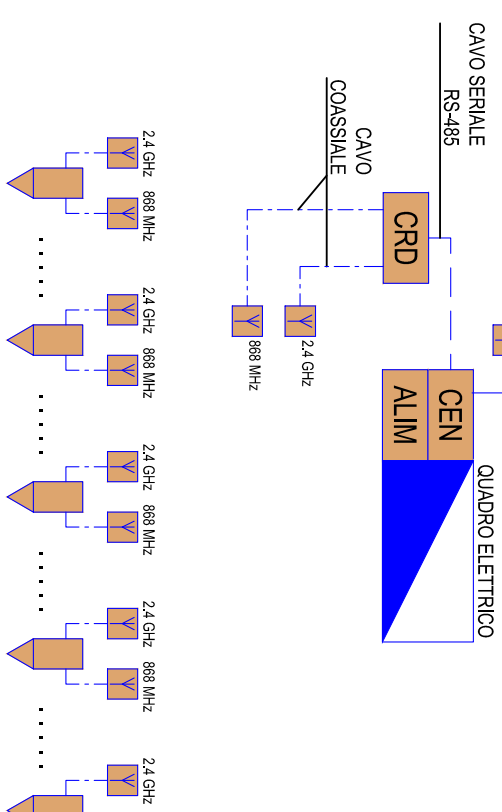 CAVO SERIALE
RS-485
CAVO
COASSIALE
CRD
2.4 GHz
868 MHz
CEN
ALIM
QUADRO ELETTRICO
2.4 GHz
868 MHz
2.4 GHz
868 MHz
2.4 GHz
868 MHz
2.4 GHz
868 MHz
2.4 GHz